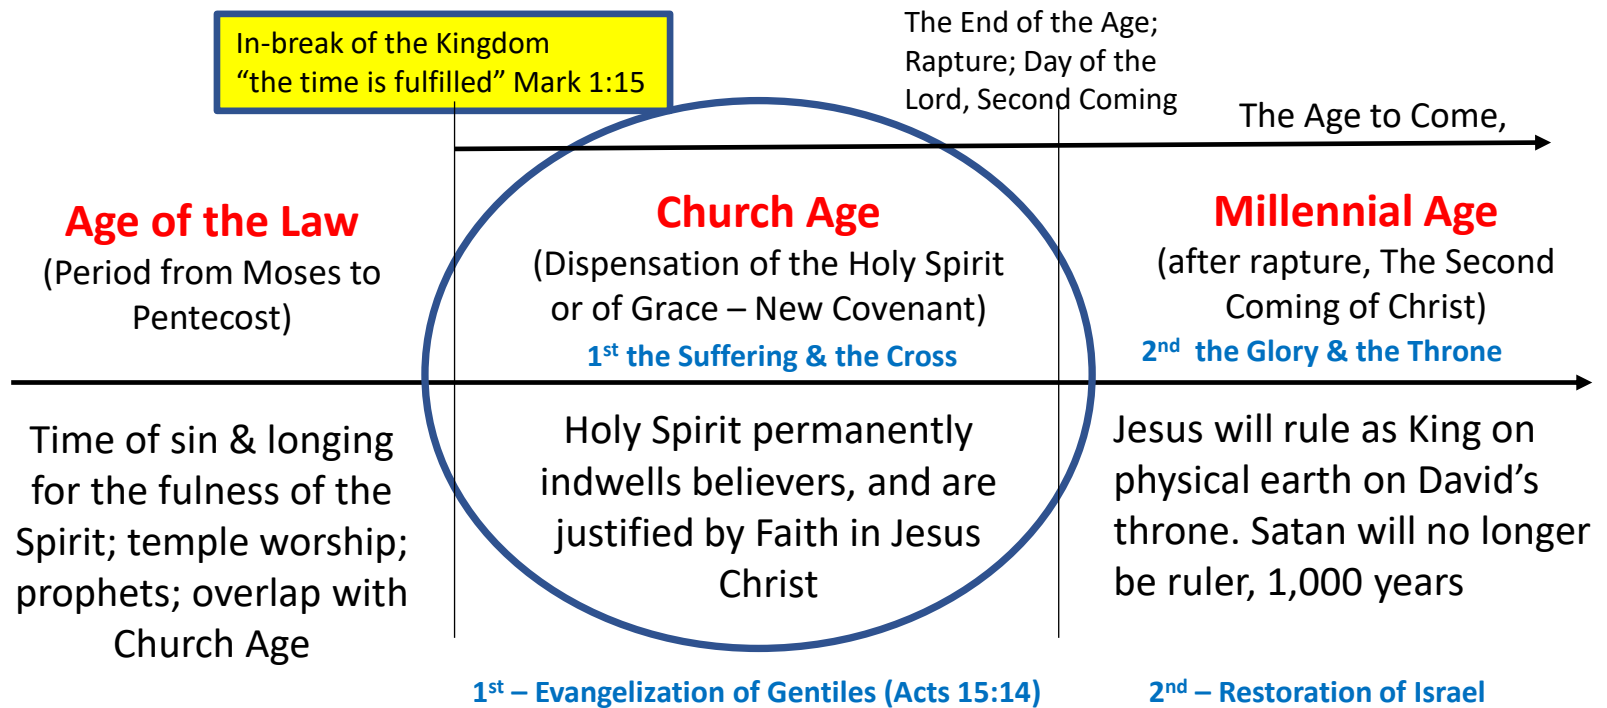 In-break of the Kingdom
“the time is fulfilled” Mark 1:15
The End of the Age;
Rapture; Day of the
Lord, Second Coming
The Age to Come,
Age of the Law
(Period from Moses to
Pentecost)
Church Age
(Dispensation of the Holy Spirit
or of Grace – New Covenant)
1st the Suffering & the Cross
Millennial Age
(after rapture, The Second
Coming of Christ)
2nd the Glory & the Throne
Time of sin & longing
for the fulness of the
Spirit; temple worship;
prophets; overlap with
Church Age
Holy Spirit permanently
indwells believers, and are
justified by Faith in Jesus
Christ
Jesus will rule as King on
physical earth on David’s
throne. Satan will no longer
be ruler, 1,000 years
1st – Evangelization of Gentiles (Acts 15:14)
2nd – Restoration of Israel